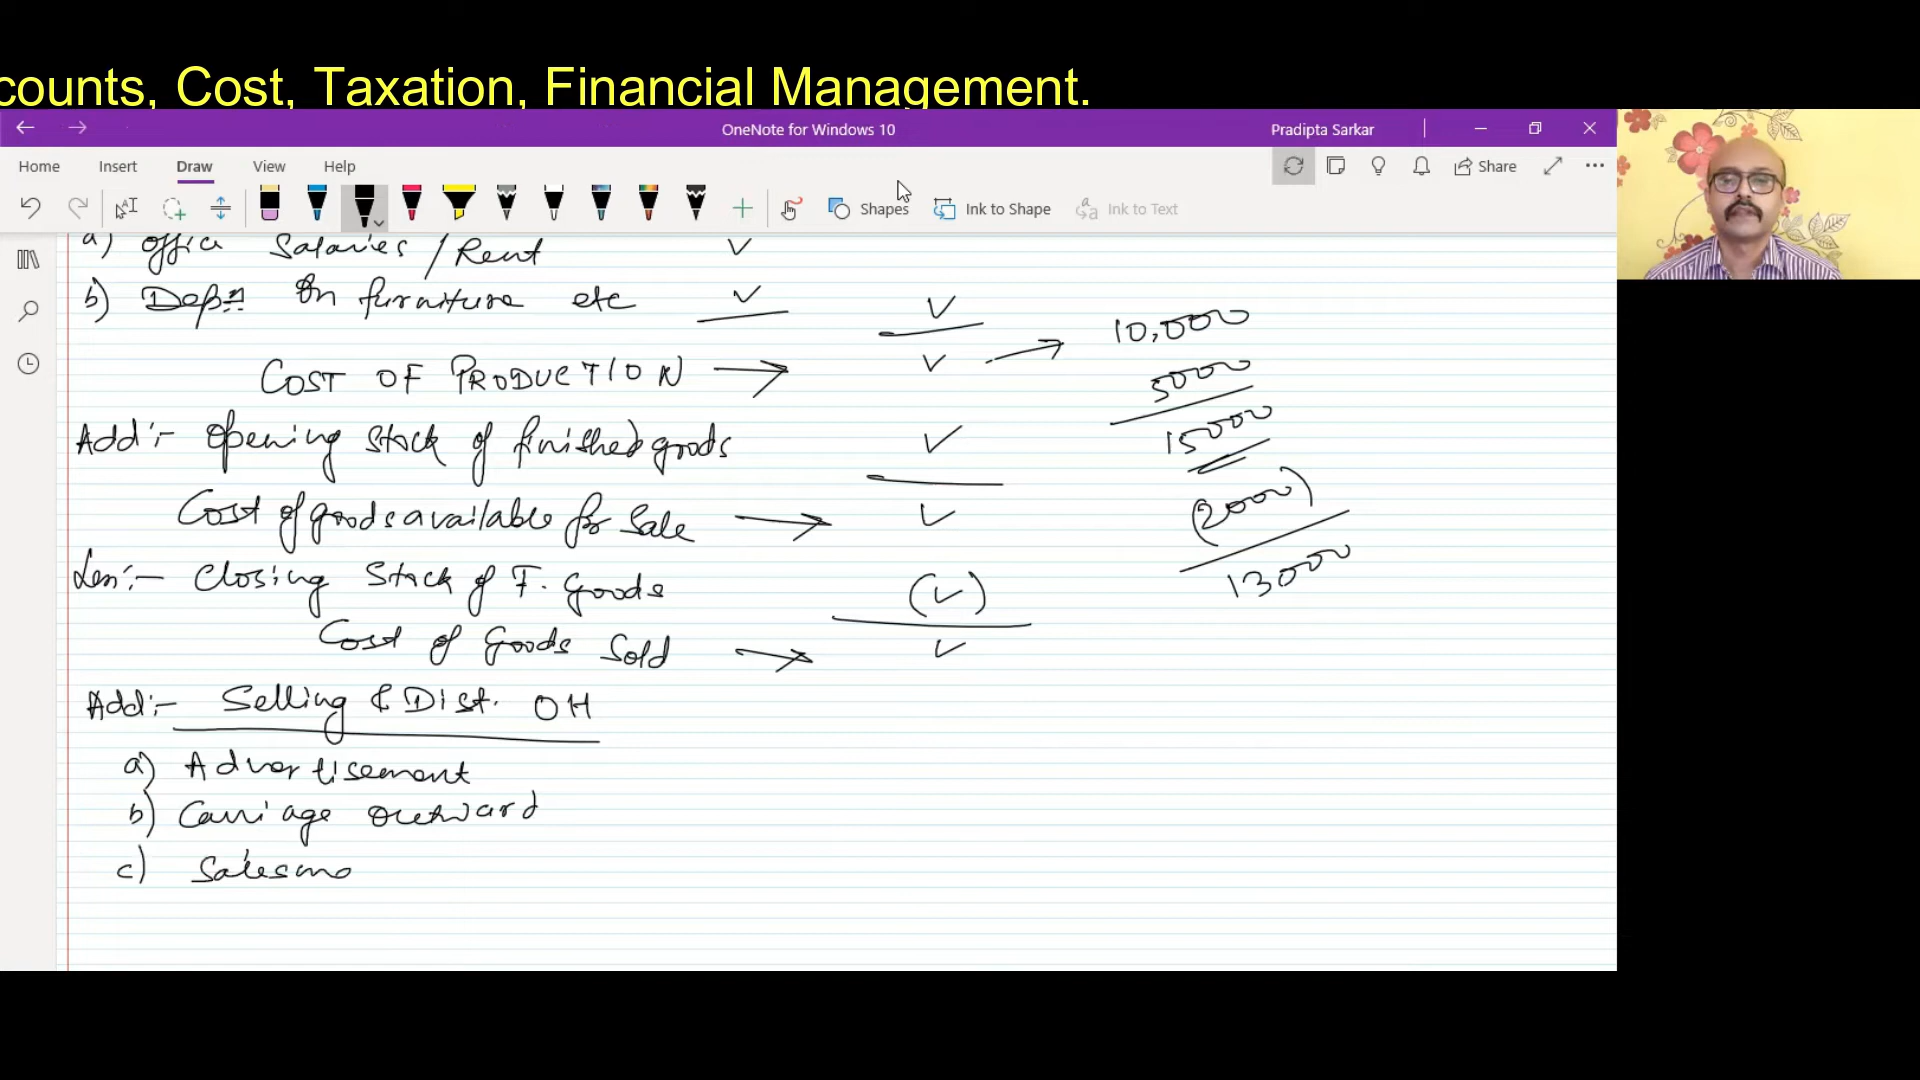 counts, Cost, Taxation, Financial Management.
OneNote for Windows 10
Pradipta Sarkar
Home Insert Draw View Help
Share
Shapes Ink to Shape Ink to Text
a) Office Salaries / Rent
b) Depn On furniture etc
COST OF PRODUCTION
10,000
5000
Add:- Opening Stock of finished goods
15000
Cost of goods available for Sale
(2000)
Less:- Closing Stock of F. Goods
13000
Cost of Goods Sold
Add:- Selling & Dist. OH
a) Advertisement
b) Carriage Outward
c) Salesmo